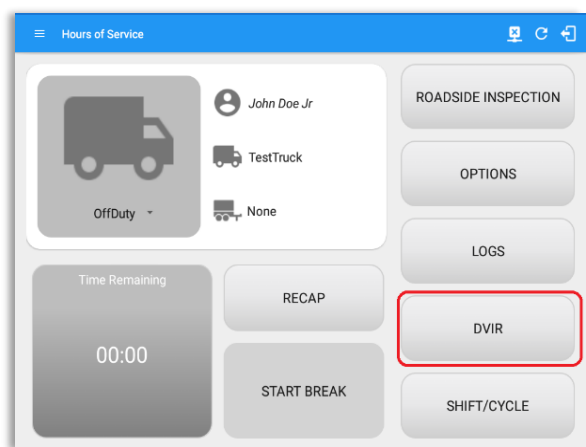 Hours of Service
John Doe Jr
TestTruck
OffDuty
None
Time Remaining
00:00
RECAP
START BREAK
ROADSIDE INSPECTION
OPTIONS
LOGS
DVIR
SHIFT/CYCLE